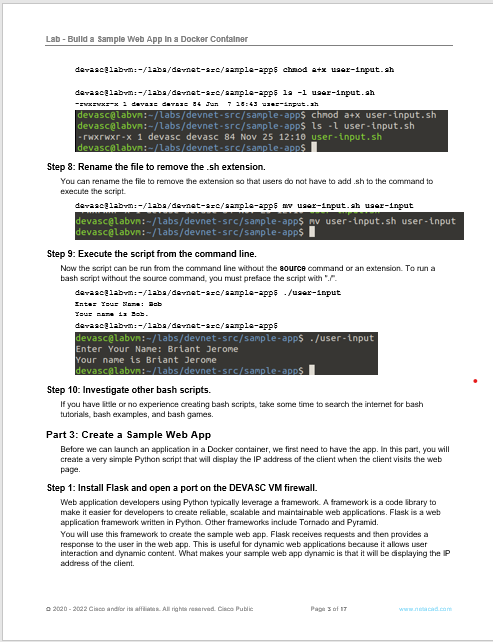 Lab - Build a Sample Web App in a Docker Container
devasc@labvm:~/labs/devnet-src/sample-app$ chmod a+x user-input.sh
devasc@labvm:~/labs/devnet-src/sample-app$ ls -l user-input.sh
-rwxrwxr-x 1 devasc devasc 84 Jun  7 16:43 user-input.sh
devasc@labvm:~/labs/devnet-src/sample-app$ chmod a+x user-input.sh
devasc@labvm:~/labs/devnet-src/sample-app$ ls -l user-input.sh
-rwxrwxr-x 1 devasc devasc 84 Nov 25 12:10 user-input.sh
devasc@labvm:~/labs/devnet-src/sample-app$
Step 8: Rename the file to remove the .sh extension.
You can rename the file to remove the extension so that users do not have to add .sh to the command to
execute the script.
devasc@labvm:~/labs/devnet-src/sample-app$ mv user-input.sh user-input
devasc@labvm:~/labs/devnet-src/sample-app$ mv user-input.sh user-input
devasc@labvm:~/labs/devnet-src/sample-app$
Step 9: Execute the script from the command line.
Now the script can be run from the command line without the source command or an extension. To run a
bash script without the source command, you must preface the script with "./".
devasc@labvm:~/labs/devnet-src/sample-app$ ./user-input
Enter Your Name: Bob
Your name is Bob.
devasc@labvm:~/labs/devnet-src/sample-app$
devasc@labvm:~/labs/devnet-src/sample-app$ ./user-input
Enter Your Name: Briant Jerome
Your name is Briant Jerome
devasc@labvm:~/labs/devnet-src/sample-app$
Step 10: Investigate other bash scripts.
If you have little or no experience creating bash scripts, take some time to search the internet for bash
tutorials, bash examples, and bash games.
Part 3: Create a Sample Web App
Before we can launch an application in a Docker container, we first need to have the app. In this part, you will
create a very simple Python script that will display the IP address of the client when the client visits the web
page.
Step 1: Install Flask and open a port on the DEVASC VM firewall.
Web application developers using Python typically leverage a framework. A framework is a code library to
make it easier for developers to create reliable, scalable and maintainable web applications. Flask is a web
application framework written in Python. Other frameworks include Tornado and Pyramid.
You will use this framework to create the sample web app. Flask receives requests and then provides a
response to the user in the web app. This is useful for dynamic web applications because it allows user
interaction and dynamic content. What makes your sample web app dynamic is that it will be displaying the IP
address of the client.
© 2020 - 2022 Cisco and/or its affiliates. All rights reserved. Cisco Public Page 3 of 17 www.netacad.com